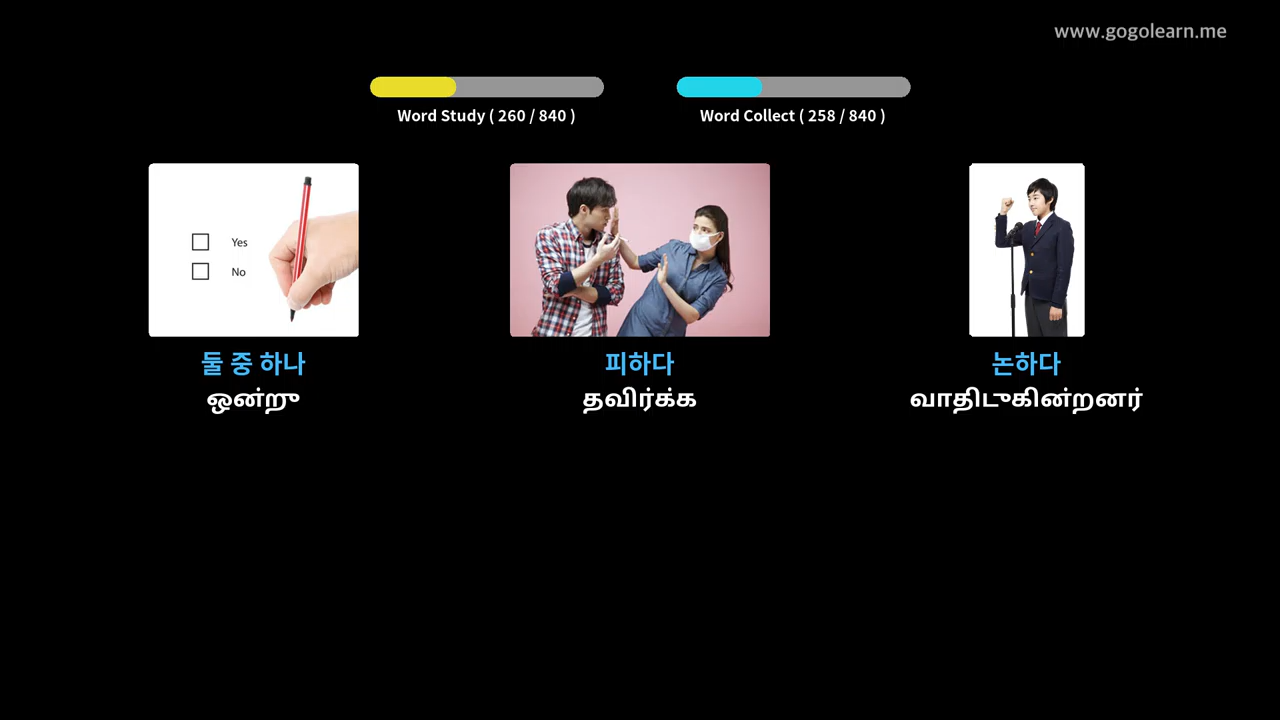 www.gogolearn.me
Word Study ( 260 / 840 )
Word Collect ( 258 / 840 )
Yes
No
둘 중 하나
피하다
논하다
ஒன்று
தவிர்க்க
வாதிடுகின்றனர்